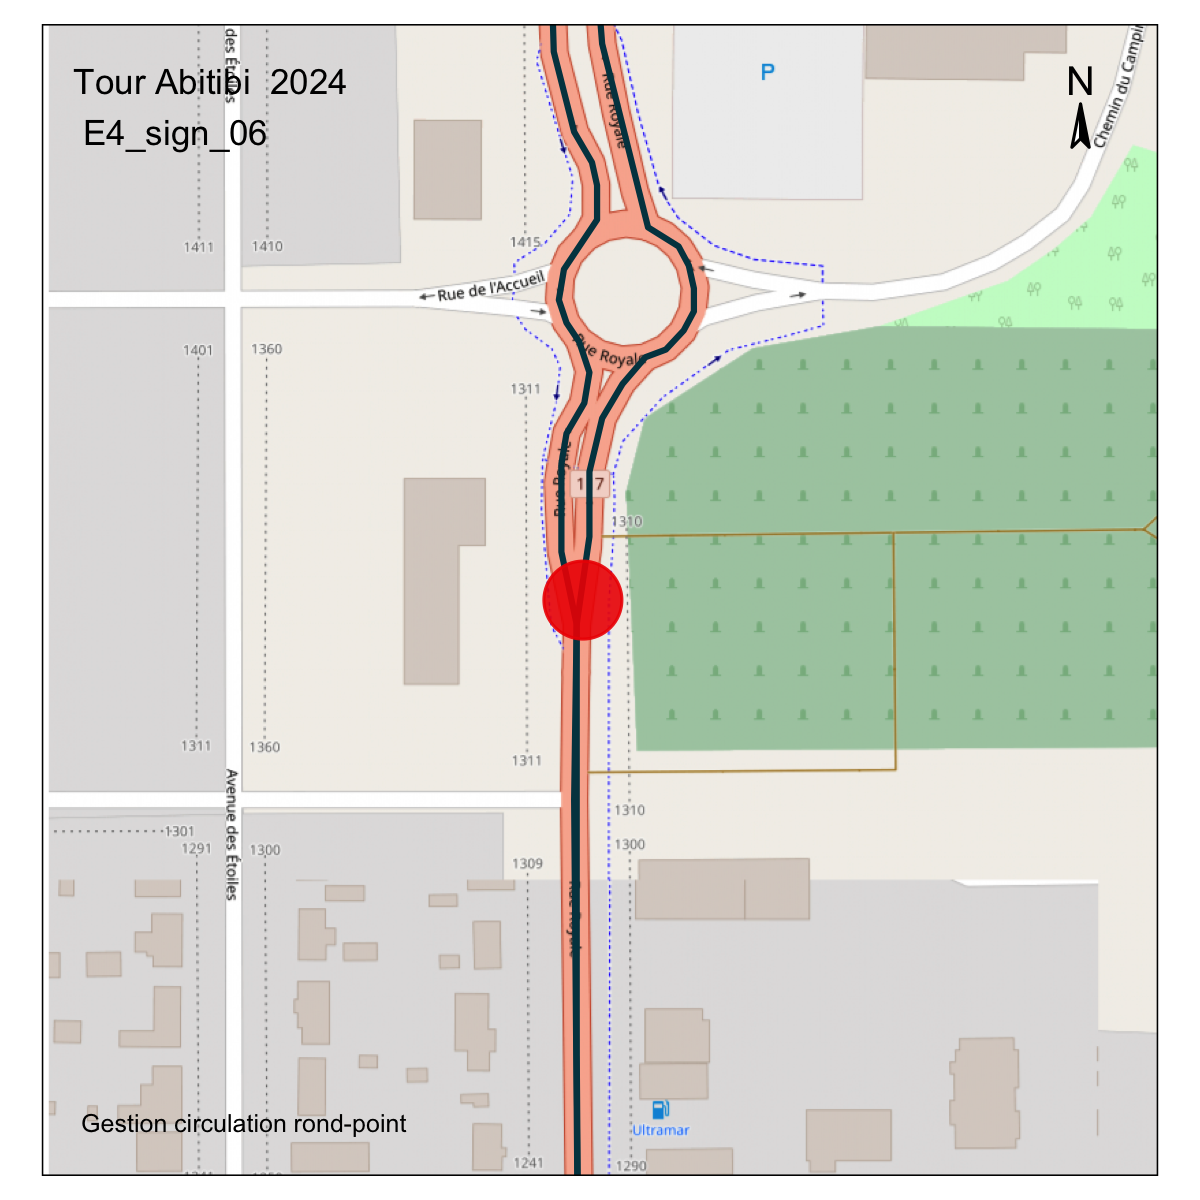 des Étoiles
Tour Abitibi 2024
E4_sign_06
N
P
Rue Royale
Chemin du Campi
1411
1410
1415
Rue de l'Accueil
1401
1360
Rue Royale
1311
Rue Royale
1310
1311
1360
1311
Avenue des Étoiles
1310
1301
1291
1300
1309
1300
Rue Royale
Gestion circulation rond-point
Ultramar
1241
1290